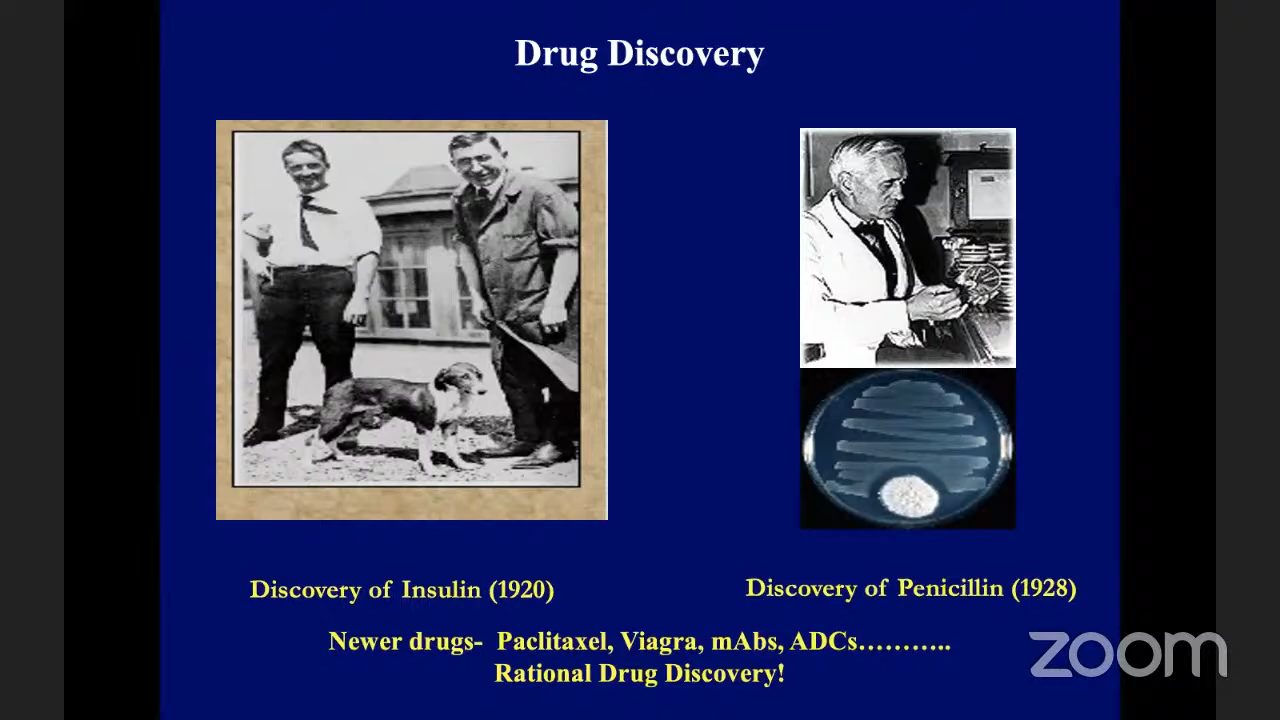 Drug Discovery
Discovery of Insulin (1920)
Discovery of Penicillin (1928)
Newer drugs- Paclitaxel, Viagra, mAbs, ADCs………..
Rational Drug Discovery!
zoom